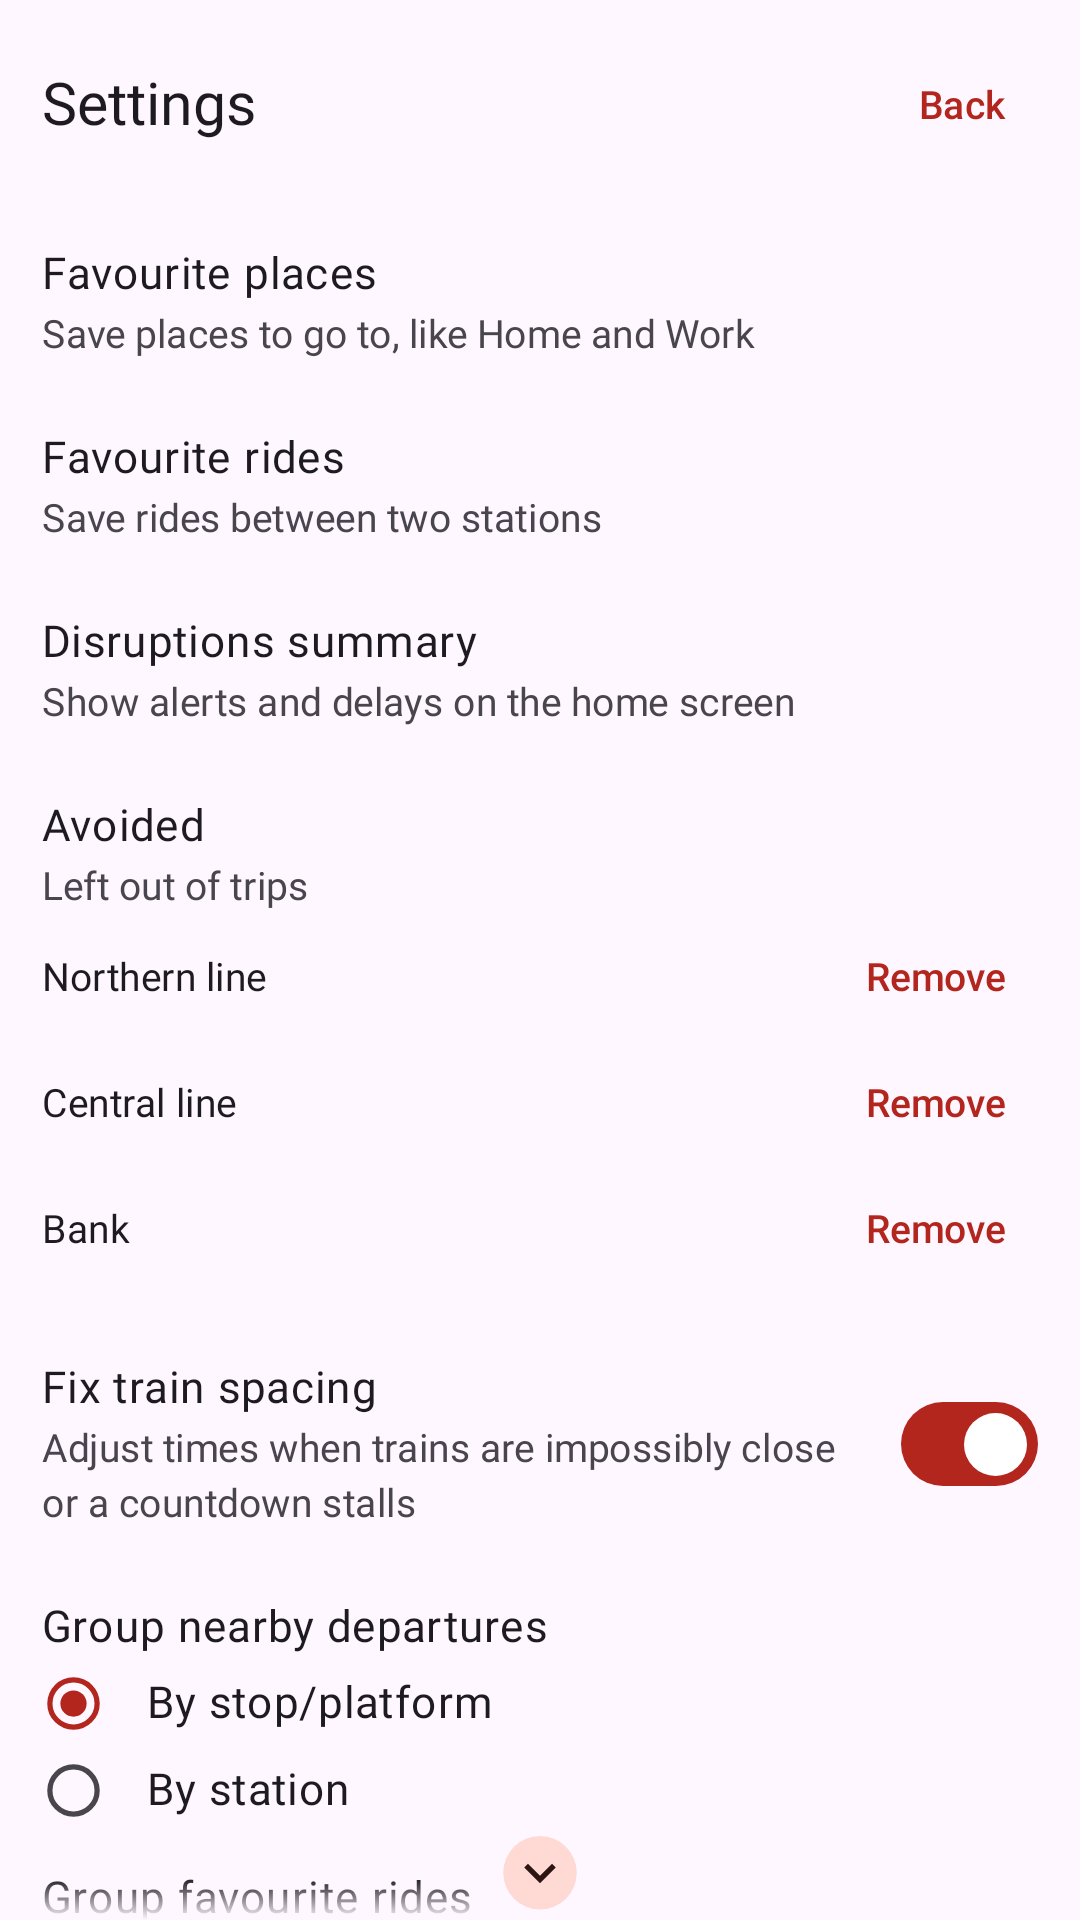 Settings
Back
Favourite places
Save places to go to, like Home and Work
Favourite rides
Save rides between two stations
Disruptions summary
Show alerts and delays on the home screen
Avoided
Left out of trips
Northern line
Remove
Central line
Remove
Bank
Remove
Fix train spacing
Adjust times when trains are impossibly close
or a countdown stalls
Group nearby departures
By stop/platform
By station
Group favourite rides